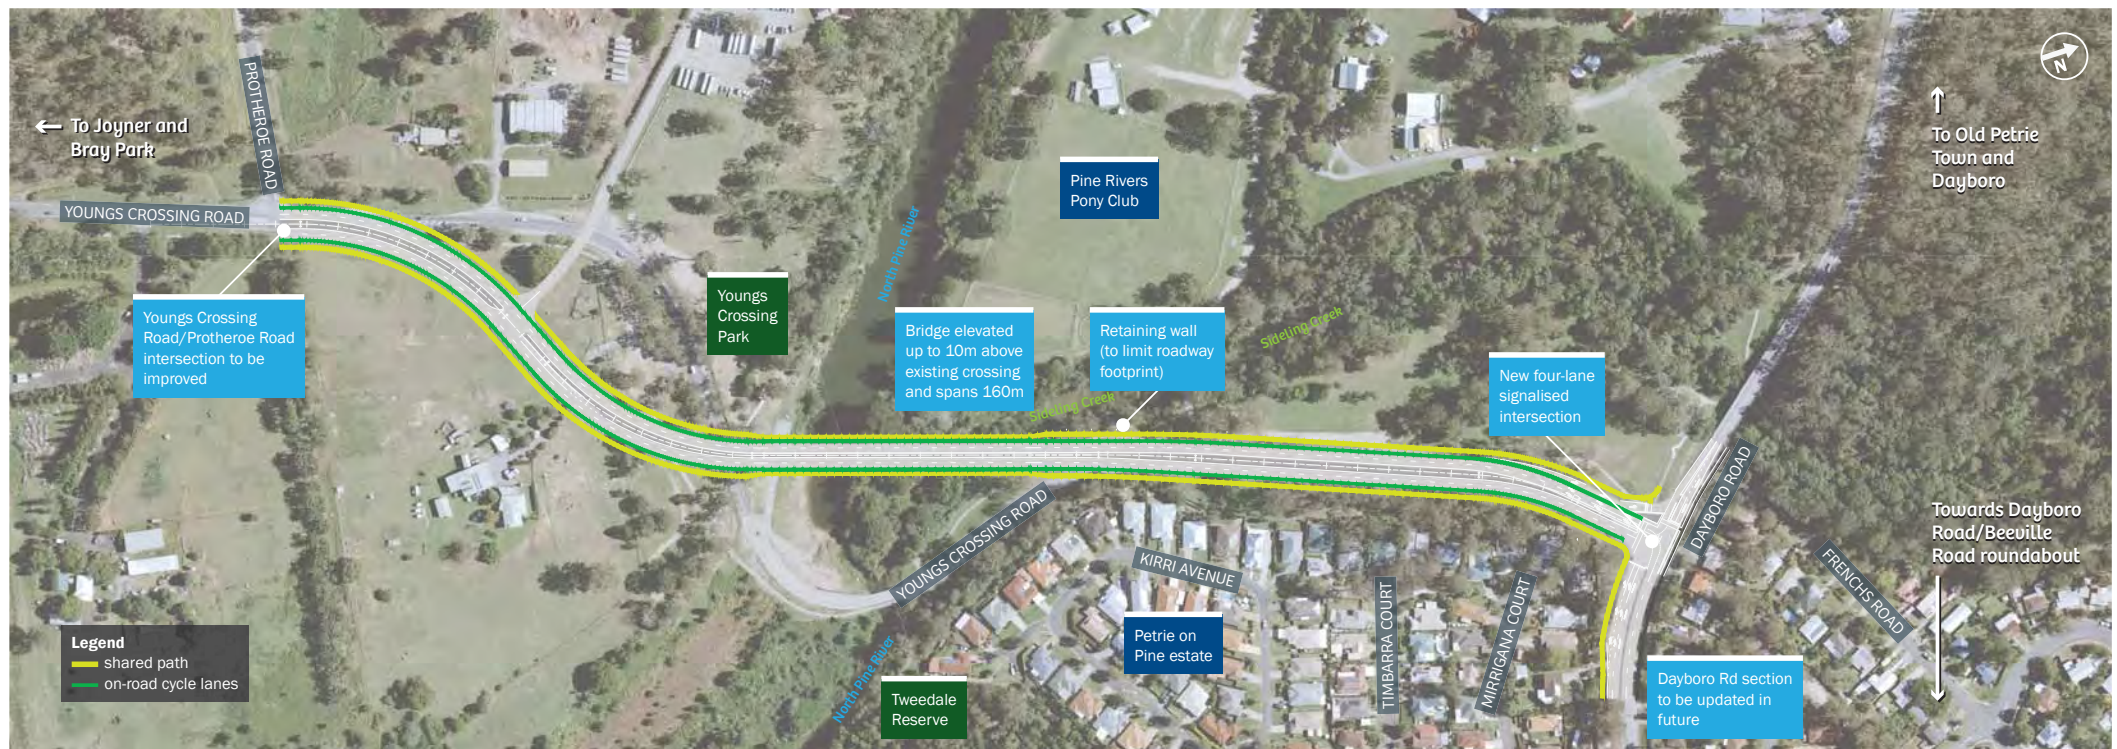 PROTHEROE ROAD
To Joyner and
Bray Park
YOUNGS CROSSING ROAD
Youngs Crossing
Road/Protheroe Road
intersection to be
improved
Youngs
Crossing
Park
North Pine River
Pine Rivers
Pony Club
Bridge elevated
up to 10m above
existing crossing
and spans 160m
Retaining wall
(to limit roadway
footprint)
Sideling Creek
Sideling Creek
New four-lane
signalised
intersection
N
To Old Petrie
Town and
Dayboro
DAYBORO ROAD
Towards Dayboro
Road/Beeville
Road roundabout
FRENCHS ROAD
YOUNGS CROSSING ROAD
KIRRI AVENUE
TIMBARRA COURT
MIRRIGANA COURT
Petrie on
Pine estate
North Pine River
Tweedale
Reserve
Dayboro Rd section
to be updated in
future
Legend
shared path
on-road cycle lanes